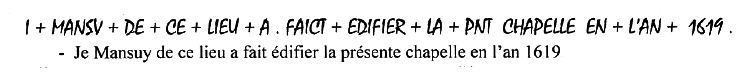 I + MANSV + DE + CE + LIEU + A . FAICT + EDIFIER + LA + PNT CHAPELLE EN + L'AN + 1619 .
- Je Mansuy de ce lieu a fait édifier la présente chapelle en l'an 1619